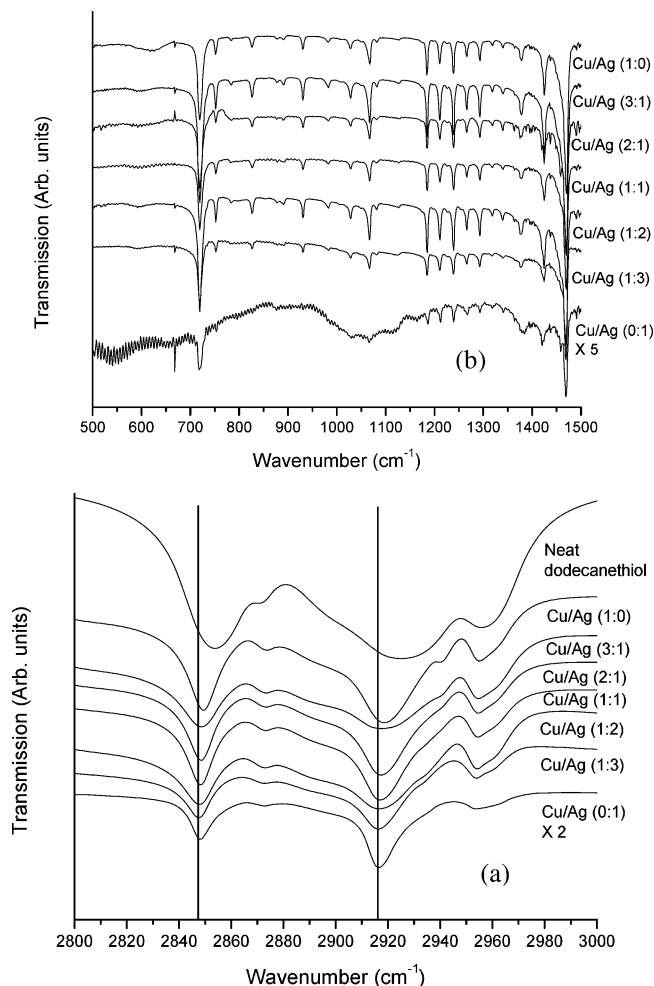 Transmission (Arb. units)
Cu/Ag (1:0)
Cu/Ag (3:1)
Cu/Ag (2:1)
Cu/Ag (1:1)
Cu/Ag (1:2)
Cu/Ag (1:3)
Cu/Ag (0:1)
X 5
(b)
500 600 700 800 900 1000 1100 1200 1300 1400 1500
Wavenumber (cm⁻¹)
Transmission (Arb. units)
Neat
dodecanethiol
Cu/Ag (1:0)
Cu/Ag (3:1)
Cu/Ag (2:1)
Cu/Ag (1:1)
Cu/Ag (1:2)
Cu/Ag (1:3)
Cu/Ag (0:1)
X 2
(a)
2800 2820 2840 2860 2880 2900 2920 2940 2960 2980 3000
Wavenumber (cm⁻¹)